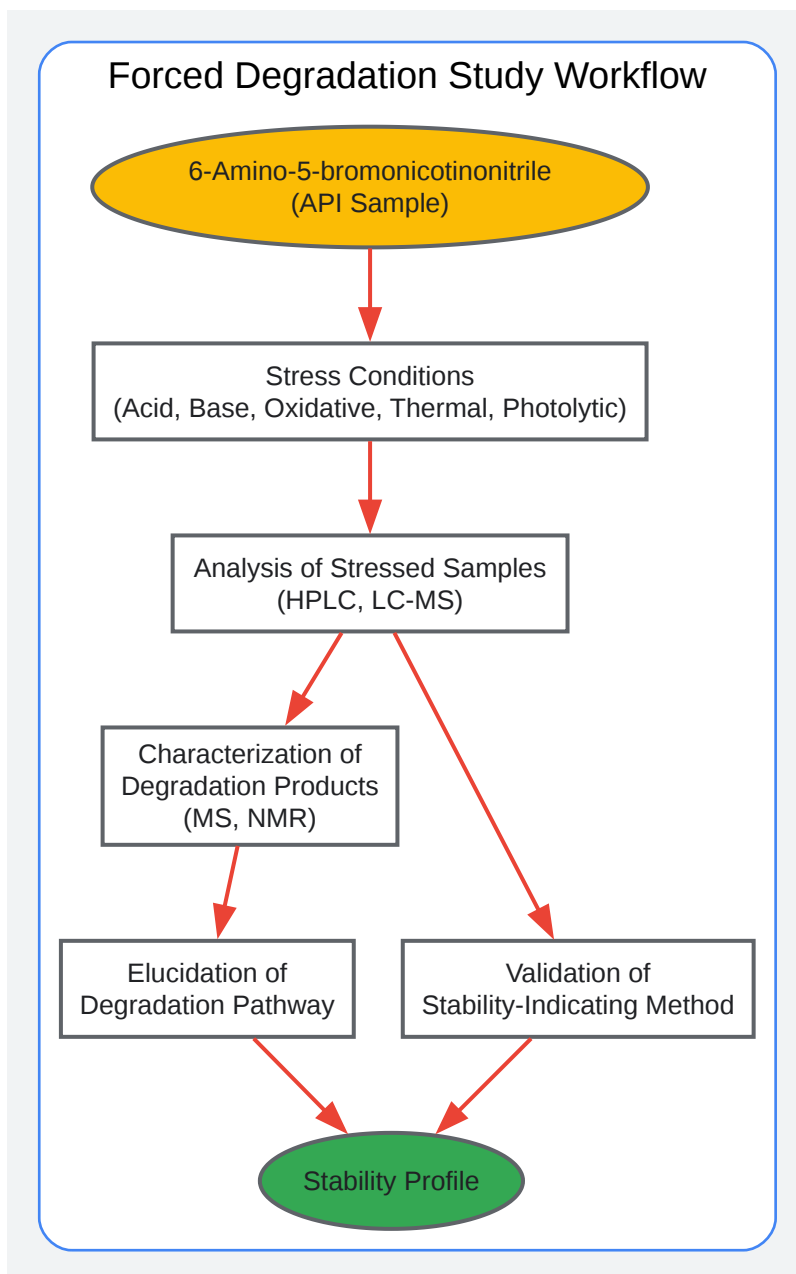 Forced Degradation Study Workflow
6-Amino-5-bromonicotinonitrile
(API Sample)
Stress Conditions
(Acid, Base, Oxidative, Thermal, Photolytic)
Analysis of Stressed Samples
(HPLC, LC-MS)
Characterization of
Degradation Products
(MS, NMR)
Elucidation of
Degradation Pathway
Validation of
Stability-Indicating Method
Stability Profile